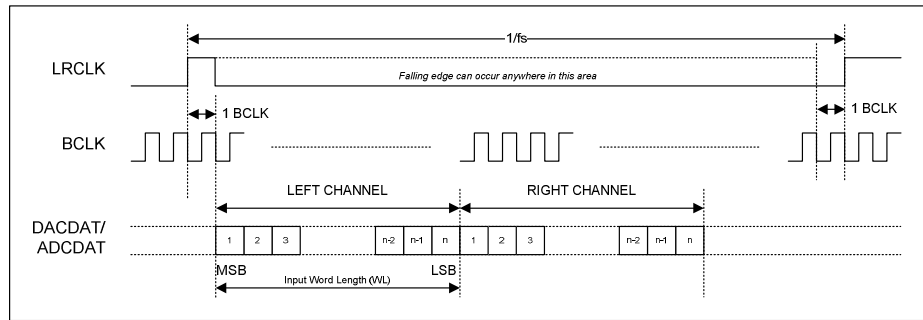 1/fs
LRCLK
Falling edge can occur anywhere in this area
1 BCLK
1 BCLK
BCLK
LEFT CHANNEL
RIGHT CHANNEL
DACDAT/
ADCDAT
1 2 3 n-2 n-1 n 1 2 3 n-2 n-1 n
MSB
LSB
Input Word Length (WL)